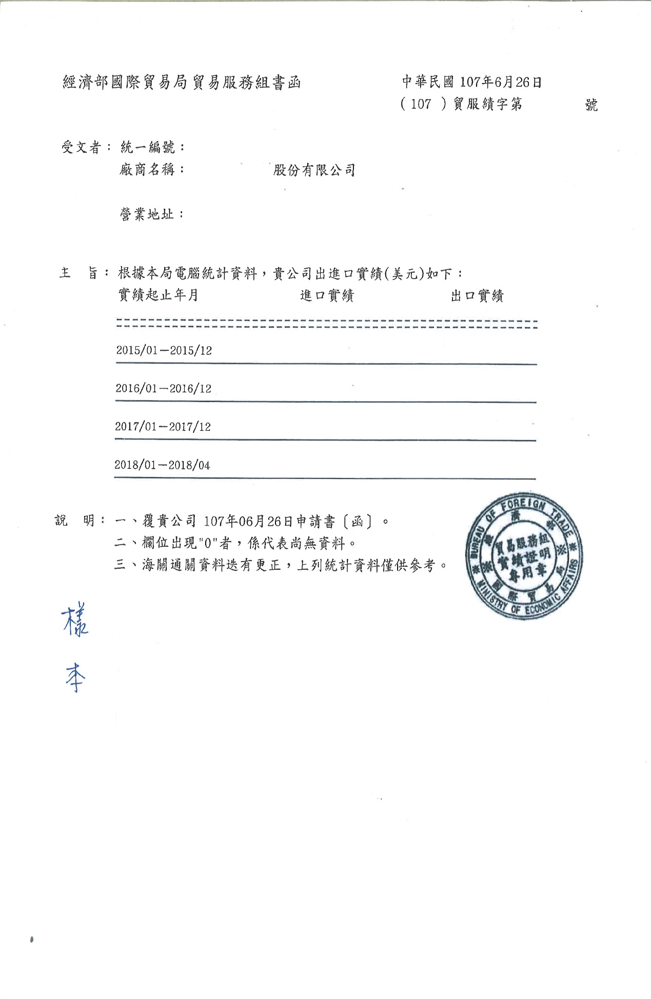 經濟部國際貿易局貿易服務組書函
中華民國 107年6月26日
(107 ) 貿服績字第 號
受文者：統一編號：
廠商名稱： 股份有限公司
營業地址：
主 旨：根據本局電腦統計資料，貴公司出進口實績(美元)如下：
實績起止年月 進口實績 出口實績
2015/01－2015/12
2016/01－2016/12
2017/01－2017/12
2018/01－2018/04
說 明：一、覆貴公司 107年06月26日申請書〔函〕。
二、欄位出現"0"者，係代表尚無資料。
三、海關通關資料迭有更正，上列統計資料僅供參考。
BUREAU OF FOREIGN TRADE
經濟部
貿易服務組
實績證明
專用章
國際貿易局
MINISTRY OF ECONOMIC AFFAIRS
樣
本